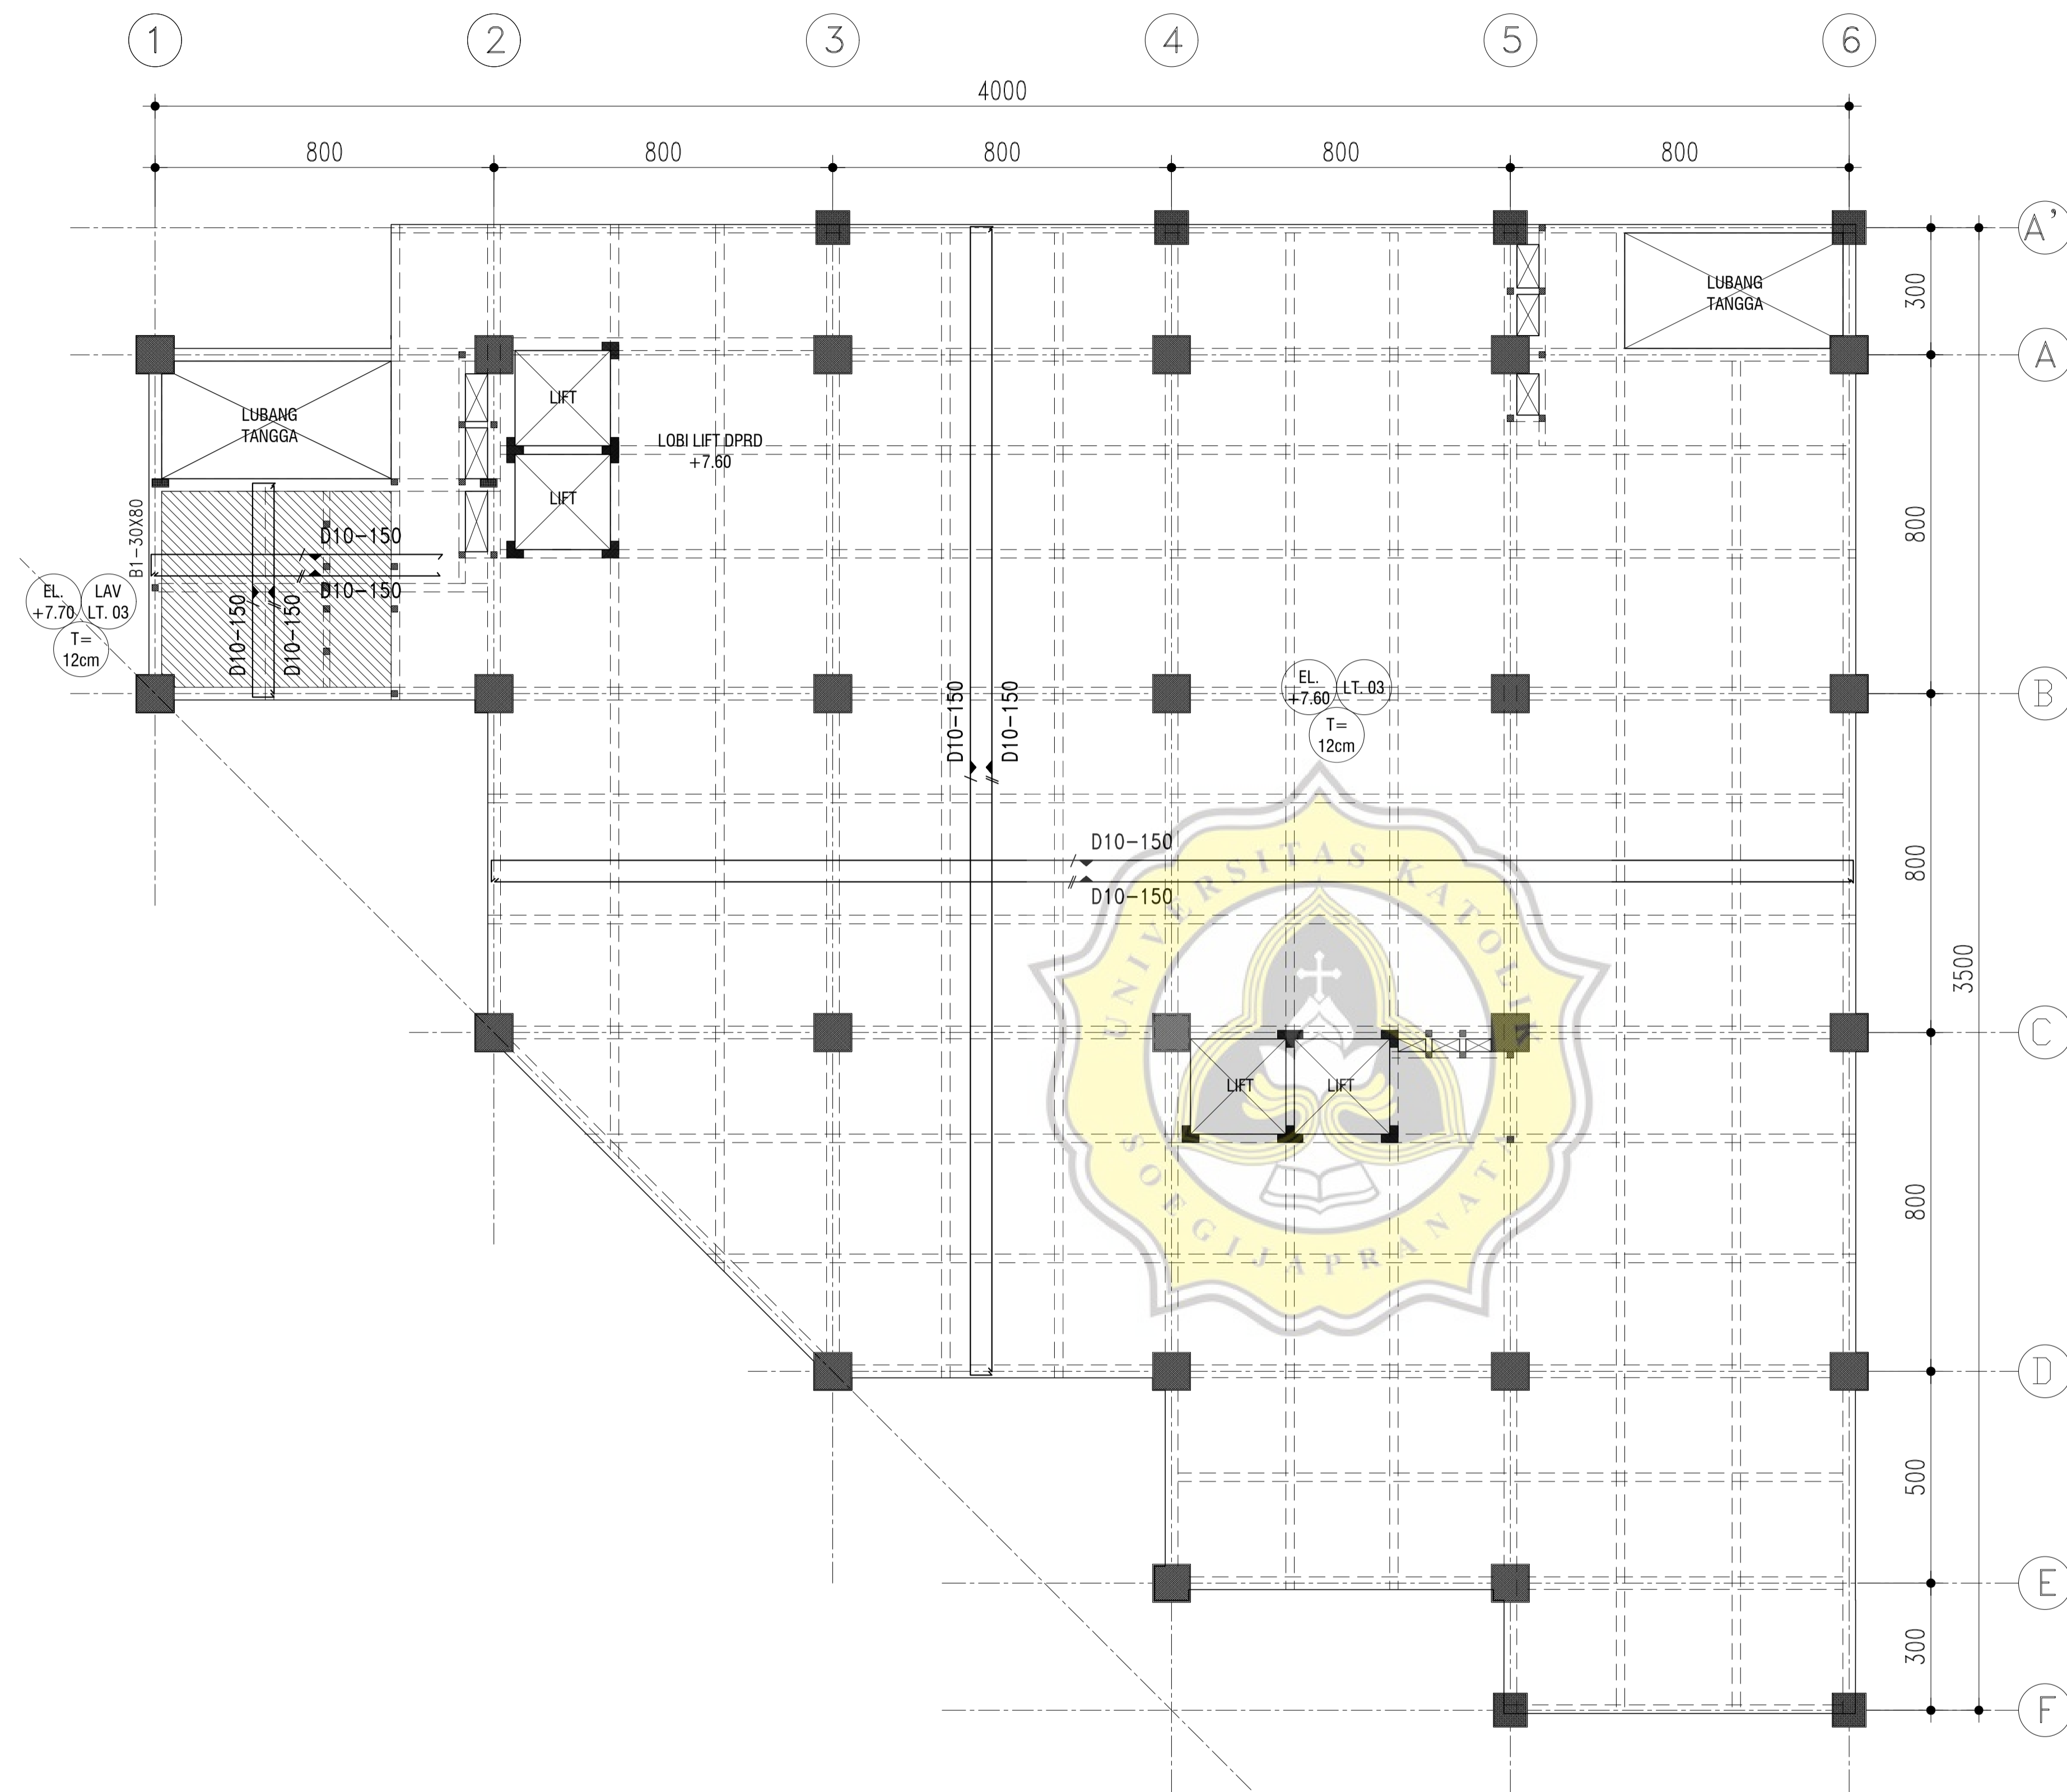 1
2
3
4
5
6
4000
800
800
800
800
800
A'
300
LUBANG
TANGGA
A
LUBANG
TANGGA
LIFT
LOBI LIFT DPRD
+7.60
LIFT
800
B1-30X80
D10-150
D10-150
D10-150
D10-150
EL.
+7.70
LAV
LT. 03
T=
12cm
B
EL.
+7.60
LT. 03
T=
12cm
D10-150
D10-150
D10-150
D10-150
800
3500
UNIVERSITAS KATOLIK
SOEGIJAPRANATA
C
LIFT
LIFT
800
D
500
E
300
F